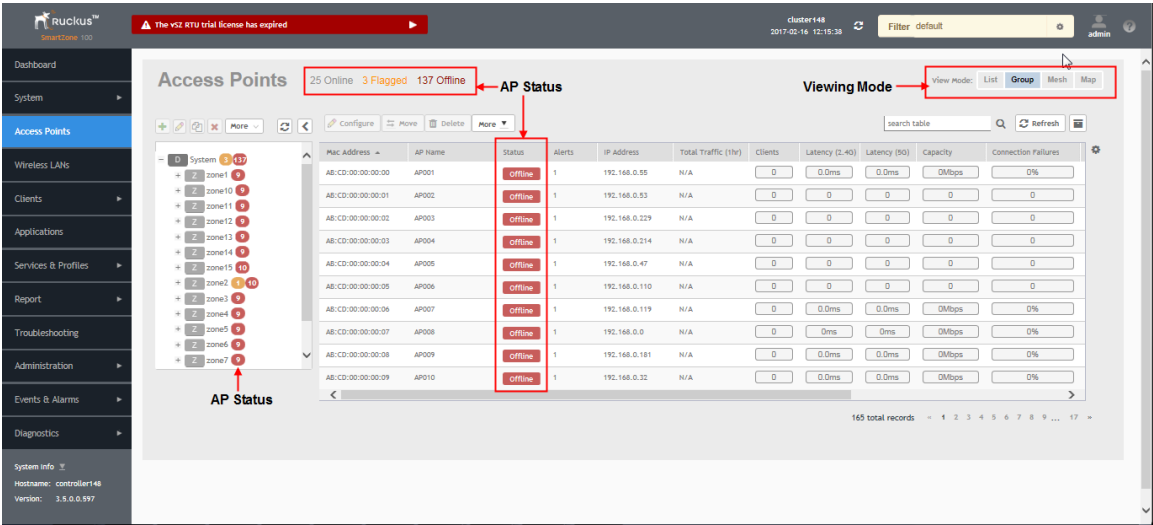 Ruckus™
SmartZone 100
The vSZ RTU trial license has expired
cluster148
2017-02-16 12:15:38
Filter default
admin
Dashboard
System
Access Points
Wireless LANs
Clients
Applications
Services & Profiles
Report
Troubleshooting
Administration
Events & Alarms
Diagnostics
System Info
Hostname: controller148
Version: 3.5.0.0.597
Access Points 25 Online 3 Flagged 137 Offline
AP Status
Viewing Mode
View Mode: List Group Mesh Map
More
Configure Move Delete More
search table Refresh
D System 3 137
Z zone1 9
Z zone10 9
Z zone11 9
Z zone12 9
Z zone13 9
Z zone14 9
Z zone15 10
Z zone2 1 10
Z zone3 9
Z zone4 9
Z zone5 9
Z zone6 9
Z zone7 9
AP Status
Mac Address AP Name Status Alerts IP Address Total Traffic (1hr) Clients Latency (2.4G) Latency (5G) Capacity Connection Failures
AB:CD:00:00:00:00 AP001 Offline 1 192.168.0.55 N/A 0 0.0ms 0.0ms 0Mbps 0%
AB:CD:00:00:00:01 AP002 Offline 1 192.168.0.53 N/A 0 0 0 0 0
AB:CD:00:00:00:02 AP003 Offline 1 192.168.0.229 N/A 0 0 0 0 0
AB:CD:00:00:00:03 AP004 Offline 1 192.168.0.214 N/A 0 0 0 0 0
AB:CD:00:00:00:04 AP005 Offline 1 192.168.0.47 N/A 0 0 0 0 0
AB:CD:00:00:00:05 AP006 Offline 1 192.168.0.110 N/A 0 0 0 0 0
AB:CD:00:00:00:06 AP007 Offline 1 192.168.0.119 N/A 0 0.0ms 0.0ms 0Mbps 0%
AB:CD:00:00:00:07 AP008 Offline 1 192.168.0.0 N/A 0 0ms 0ms 0Mbps 0%
AB:CD:00:00:00:08 AP009 Offline 1 192.168.0.181 N/A 0 0.0ms 0.0ms 0Mbps 0%
AB:CD:00:00:00:09 AP010 Offline 1 192.168.0.32 N/A 0 0.0ms 0.0ms 0Mbps 0%
165 total records « 1 2 3 4 5 6 7 8 9 ... 17 »